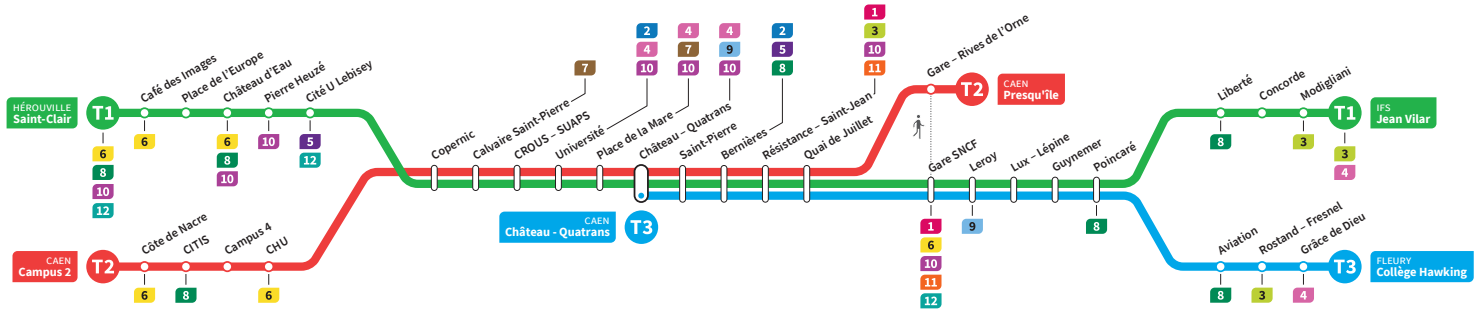 HÉROUVILLE
Saint-Clair
T1
6
8
10
12
Café des Images
6
Place de l'Europe
Château d'Eau
6
8
10
Pierre Heuzé
10
Cité U Lebisey
5
12
CAEN
Campus 2
T2
Côte de Nacre
6
CITIS
8
Campus 4
CHU
6
Copernic
Calvaire Saint-Pierre
7
CROUS – SUAPS
Université
2
4
10
Place de la Mare
4
7
10
Château – Quatrans
4
9
10
CAEN
Château - Quatrans
T3
Saint-Pierre
Bernières
2
5
8
Résistance – Saint-Jean
1
3
10
11
Quai de Juillet
Gare – Rives de l'Orne
T2
CAEN
Presqu'île
Gare SNCF
1
6
10
11
12
Leroy
9
Lux – Lépine
Guynemer
Poincaré
8
Liberté
8
Concorde
Modigliani
3
T1
3
4
IFS
Jean Vilar
Aviation
8
Rostand – Fresnel
3
Grâce de Dieu
4
T3
FLEURY
Collège Hawking